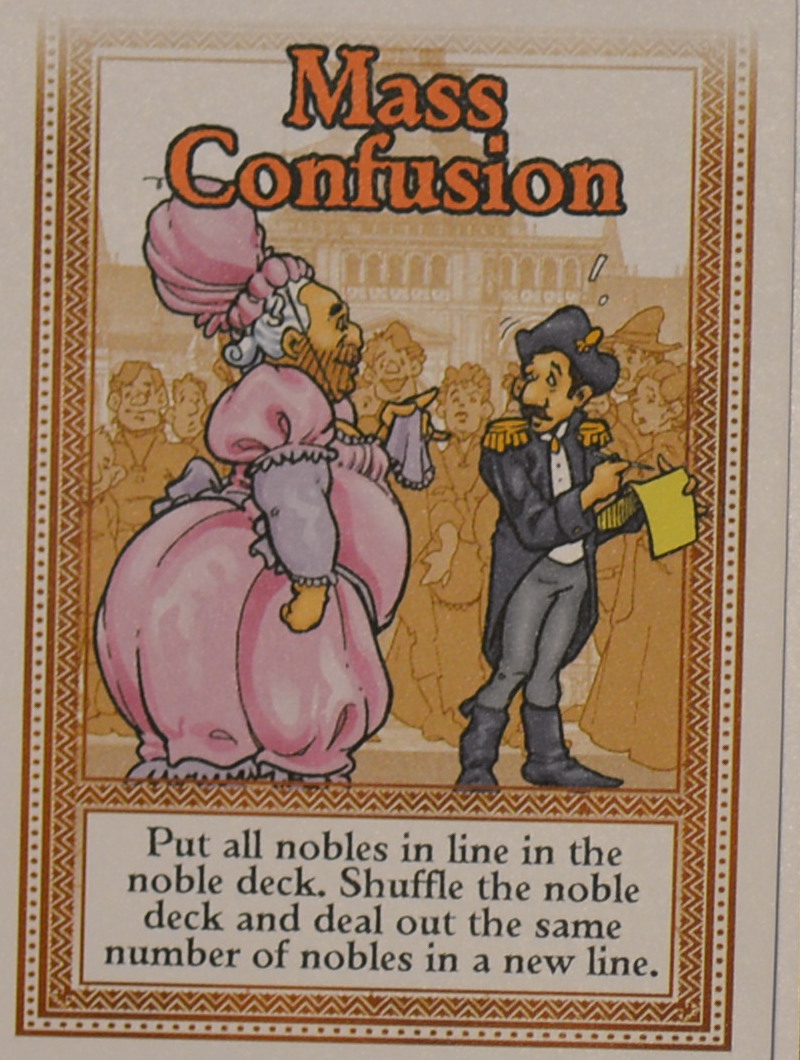 Mass
Confusion
!
Put all nobles in line in the
noble deck. Shuffle the noble
deck and deal out the same
number of nobles in a new line.